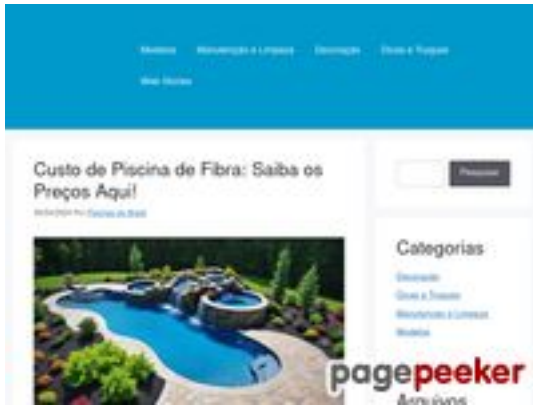 Modelos Manutenção e Limpeza Decoração Dicas e Truques
Web Stories
Custo de Piscina de Fibra: Saiba os
Preços Aqui!
Pesquisar
Categorias
Decoração
Dicas e Truques
Manutenção e Limpeza
Modelos
pagepeeker
Arquivos